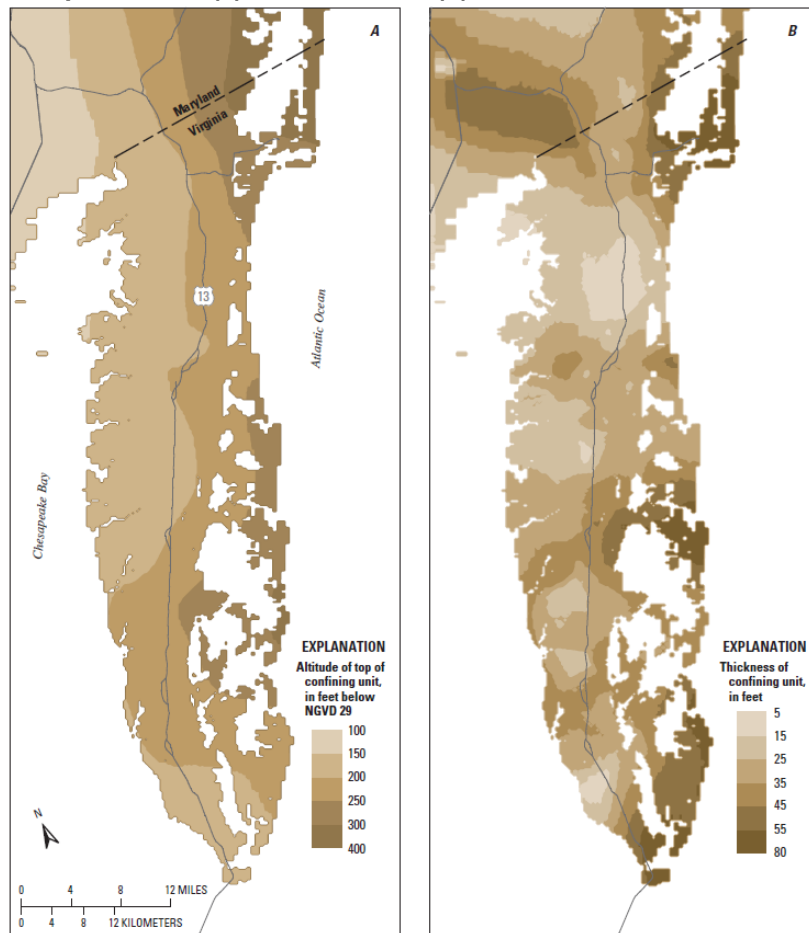 A
Maryland
Virginia
13
Atlantic Ocean
Chesapeake Bay
EXPLANATION
Altitude of top of
confining unit,
in feet below
NGVD 29
100
150
200
250
300
400
N
0 4 8 12 MILES
0 4 8 12 KILOMETERS
B
EXPLANATION
Thickness of
confining unit,
in feet
5
15
25
35
45
55
80